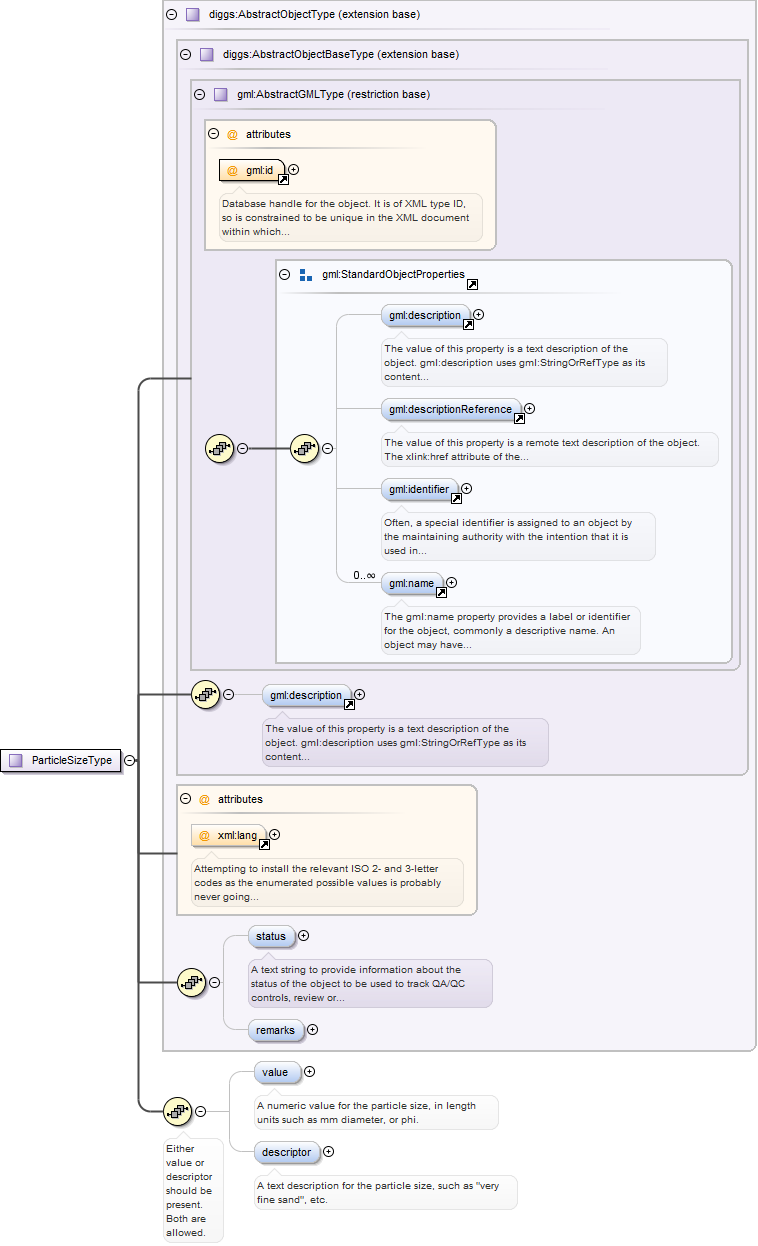 diggs:AbstractObjectType (extension base)
diggs:AbstractObjectBaseType (extension base)
gml:AbstractGMLType (restriction base)
@ attributes
@ gml:id
Database handle for the object. It is of XML type ID,
so is constrained to be unique in the XML document
within which...
gml:StandardObjectProperties
gml:description
The value of this property is a text description of the
object. gml:description uses gml:StringOrRefType as its
content...
gml:descriptionReference
The value of this property is a remote text description of the object.
The xlink:href attribute of the...
gml:identifier
Often, a special identifier is assigned to an object by
the maintaining authority with the intention that it is
used in...
0..∞
gml:name
The gml:name property provides a label or identifier
for the object, commonly a descriptive name. An
object may have...
gml:description
The value of this property is a text description of the
object. gml:description uses gml:StringOrRefType as its
content...
ParticleSizeType
@ attributes
@ xml:lang
Attempting to install the relevant ISO 2- and 3-letter
codes as the enumerated possible values is probably
never going...
status
A text string to provide information about the
status of the object to be used to track QA/QC
controls, review or...
remarks
value
A numeric value for the particle size, in length
units such as mm diameter, or phi.
descriptor
A text description for the particle size, such as "very
fine sand", etc.
Either
value or
descriptor
should be
present.
Both are
allowed.